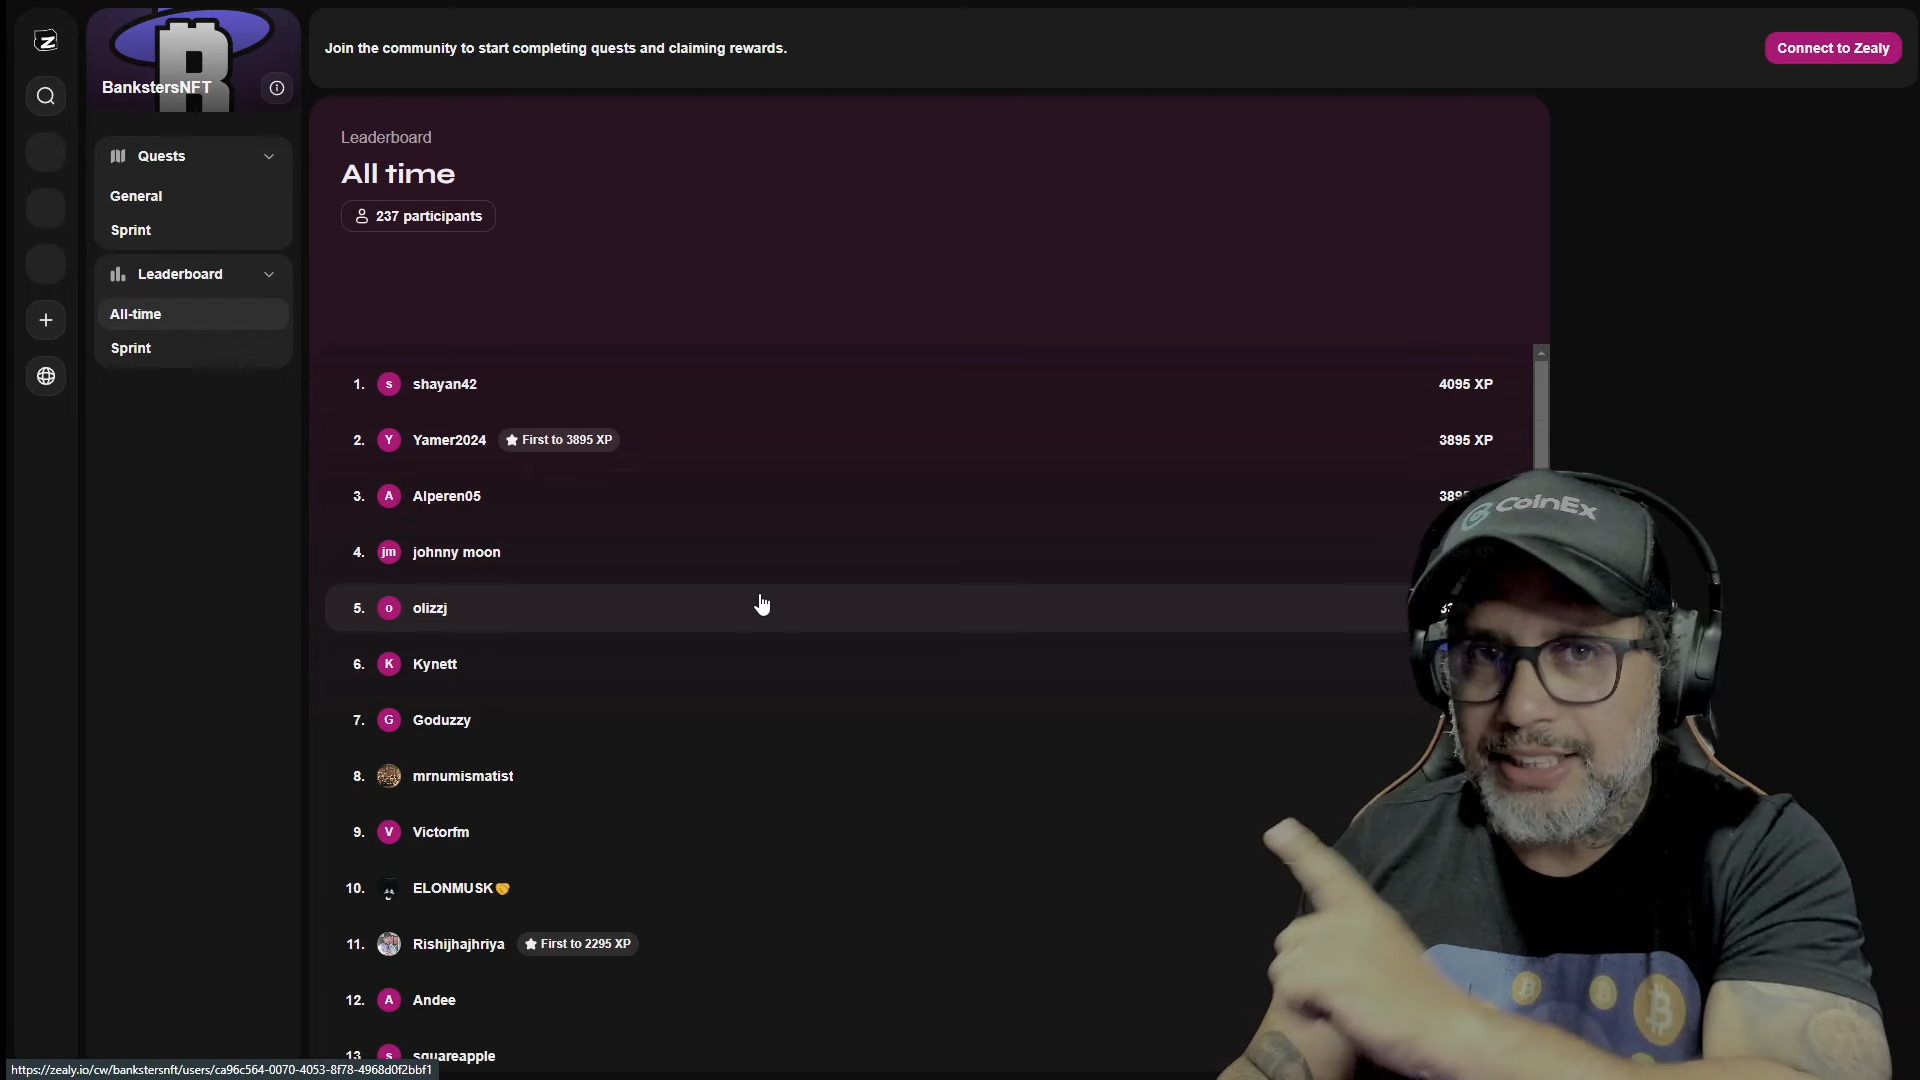 Join the community to start completing quests and claiming rewards.
Connect to Zealy
BankstersNFT
Quests
General
Sprint
Leaderboard
All-time
Sprint
Leaderboard
All time
237 participants
1. s shayan42 4095 XP
2. Y Yamer2024 First to 3895 XP 3895 XP
3. A Alperen05
4. jm johnny moon
5. o olizzj
6. K Kynett
7. G Goduzzy
8. mrnumismatist
9. V Victorfm
10. ELONMUSK🤝
11. Rishijhajhriya First to 2295 XP
12. A Andee
13. s squareapple
CoinEx
https://zealy.io/cw/bankstersnft/users/ca96c564-0070-4053-8f78-4968d0f2bbf1